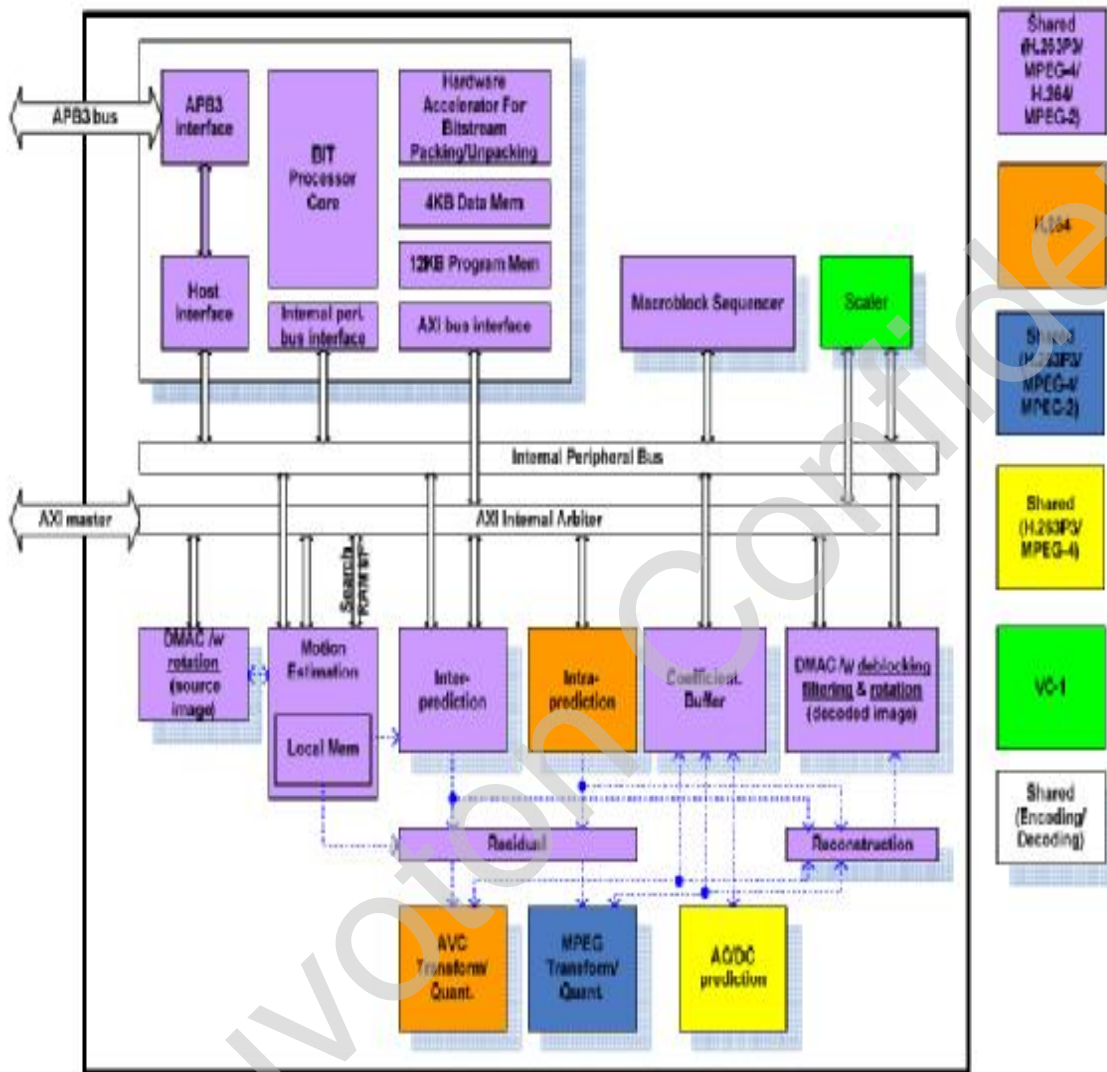 APB3 bus
APB3
Interface
BIT
Processor
Core
Hardware
Accelerator For
Bitstream
Packing/Unpacking
4KB Data Mem
12KB Program Mem
Host
Interface
Internal peri.
bus interface
AXI bus interface
Macroblock Sequencer
Scaler
Internal Peripheral Bus
AXI master
AXI Internal Arbiter
Search
RAM I/F
DMAC /w
rotation
(source
image)
Motion
Estimation
Local Mem
Inter-
prediction
Intra-
prediction
Coefficient.
Buffer
DMAC /w deblocking
filtering & rotation
(decoded image)
Residual
Reconstruction
AVC
Transform/
Quant.
MPEG
Transform/
Quant.
AC/DC
prediction
Shared
(H.263P3/
MPEG-4/
H.264/
MPEG-2)
H.264
Shared
(H.263P3/
MPEG-4/
MPEG-2)
Shared
(H.263P3/
MPEG-4)
VC-1
Shared
(Encoding/
Decoding)